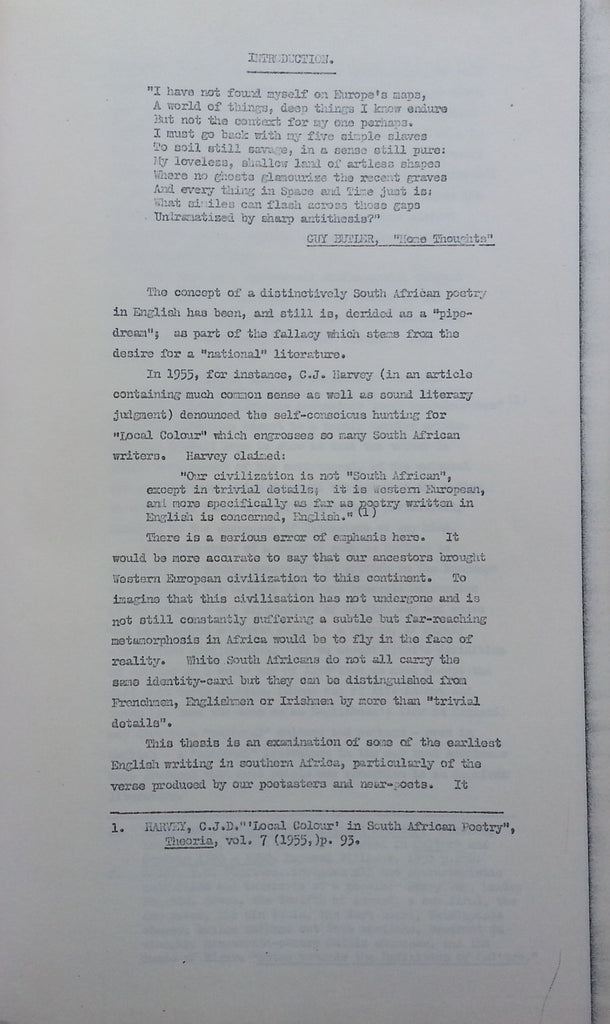 INTRODUCTION.
"I have not found myself on Europe's maps,
A world of things, deep things I know endure
But not the context for my one perhaps.
I must go back with my five simple slaves
To soil still savage, in a sense still pure:
My loveless, shallow land of artless shapes
Where no ghosts glamourize the recent graves
And every thing in Space and Time just is:
What similes can flash across those gaps
Undramatized by sharp antithesis?"
GUY BUTLER, "Home Thoughts"
The concept of a distinctively South African poetry
in English has been, and still is, derided as a "pipe-
dream"; as part of the fallacy which stems from the
desire for a "national" literature.
In 1955, for instance, C.J. Harvey (in an article
containing much common sense as well as sound literary
judgment) denounced the self-conscious hunting for
"Local Colour" which engrosses so many South African
writers. Harvey claimed:
"Our civilization is not "South African",
except in trivial details; it is Western European,
and more specifically as far as poetry written in
English is concerned, English." (1)
There is a serious error of emphasis here. It
would be more accurate to say that our ancestors brought
Western European civilization to this continent. To
imagine that this civilisation has not undergone and is
not still constantly suffering a subtle but far-reaching
metamorphosis in Africa would be to fly in the face of
reality. White South Africans do not all carry the
same identity-card but they can be distinguished from
Frenchmen, Englishmen or Irishmen by more than "trivial
details".
This thesis is an examination of some of the earliest
English writing in southern Africa, particularly of the
verse produced by our poetasters and near-poets. It
1. HARVEY, C.J.D."'Local Colour' in South African Poetry",
Theoria, vol. 7 (1955,)p. 93.